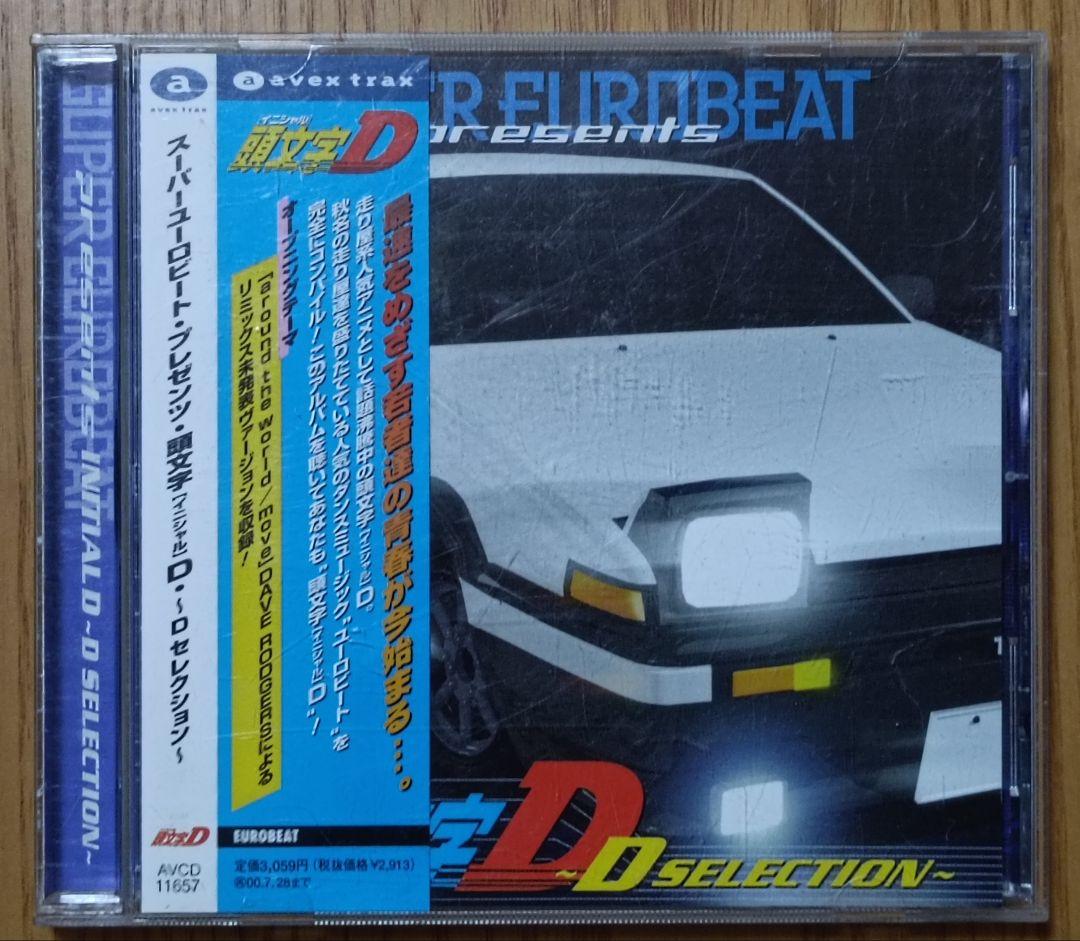 SUPER EUROBEAT
presents INITIAL D ~D SELECTION~
a
avex trax
スーパーユーロビート・プレゼンツ・頭文字[イニシャル]D・～Dセレクション～
頭文字D
AVCD
11657
a avex trax
[イニシャル]
頭文字D
最速をめざす若者達の青春が今始まる…。
走り屋系人気アニメとして話題沸騰中の頭文字[イニシャル]D。
秋名の走り屋達を盛りたてている人気のダンスミュージック"ユーロビート"を
完全にコンパイル！このアルバムを聴いてあなたも"頭文字[イニシャル]D"！
オープニングテーマ
「around the world/move」DAVE RODGERSによる
リミックス未発表ヴァージョンを収録！
EUROBEAT
定価3,059円(税抜価格¥2,913)
00.7.28まで
ER EUROBEAT
presents
字D
~D SELECTION~